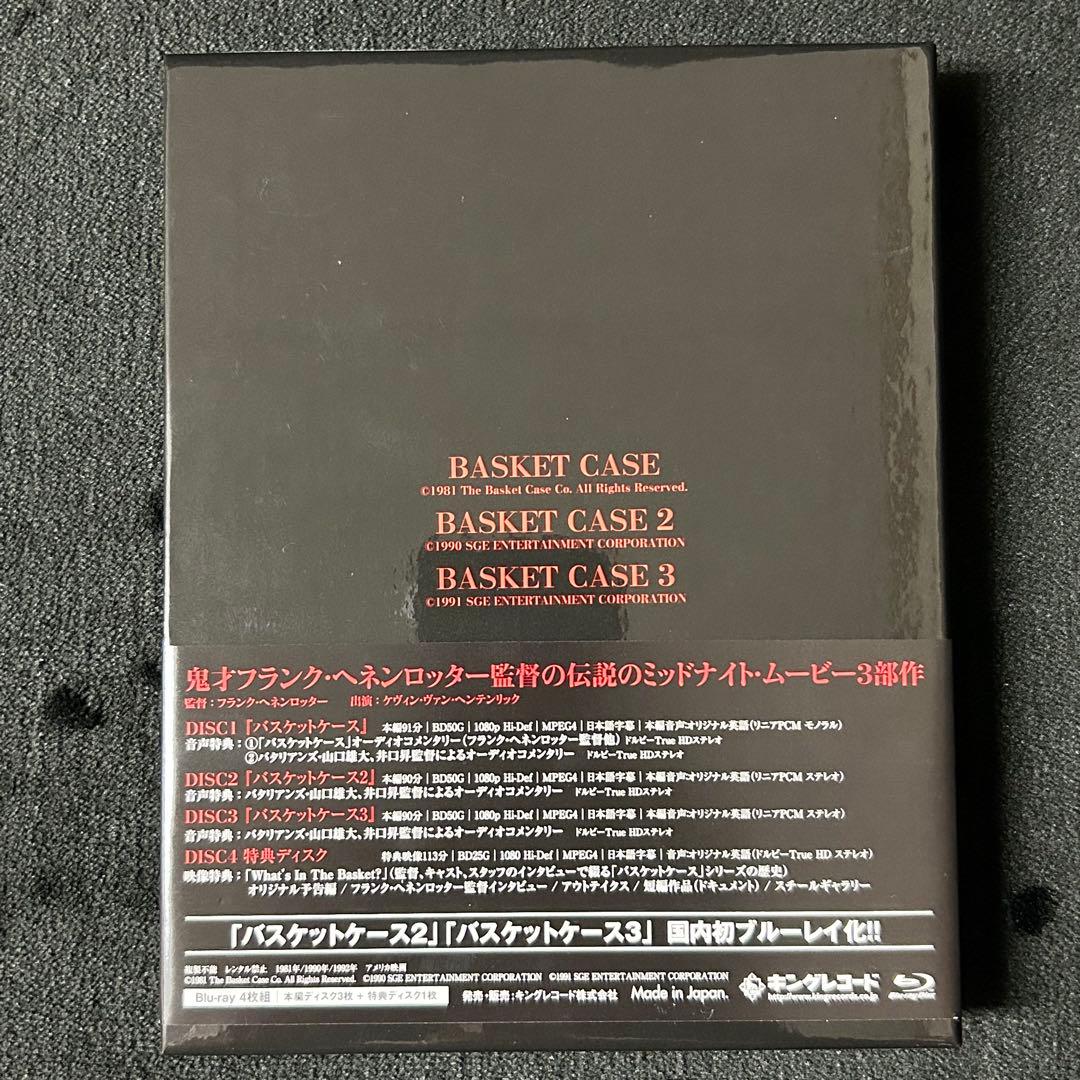 BASKET CASE
©1981 The Basket Case Co. All Rights Reserved.
BASKET CASE 2
©1990 SGE ENTERTAINMENT CORPORATION
BASKET CASE 3
©1991 SGE ENTERTAINMENT CORPORATION
鬼才フランク・ヘネンロッター監督の伝説のミッドナイト・ムービー3部作
監督：フランク・ヘネンロッター 出演：ケヴィン・ヴァン・ヘンテンリック
DISC1『バスケットケース』 本編91分｜BD50G｜1080p Hi-Def｜MPEG4｜日本語字幕｜本編音声:オリジナル英語(リニアPCM モノラル)
音声特典：①「バスケットケース」オーディオコメンタリー(フランク・ヘネンロッター監督他) ドルビーTrue HDステレオ
②バタリアンズ・山口雄大、井口昇監督によるオーディオコメンタリー ドルビーTrue HDステレオ
DISC2『バスケットケース2』 本編90分｜BD50G｜1080p Hi-Def｜MPEG4｜日本語字幕｜本編音声:オリジナル英語(リニアPCM ステレオ)
音声特典：バタリアンズ・山口雄大、井口昇監督によるオーディオコメンタリー ドルビーTrue HDステレオ
DISC3『バスケットケース3』 本編90分｜BD50G｜1080p Hi-Def｜MPEG4｜日本語字幕｜本編音声:オリジナル英語(リニアPCM ステレオ)
音声特典：バタリアンズ・山口雄大、井口昇監督によるオーディオコメンタリー ドルビーTrue HDステレオ
DISC4 特典ディスク 特典映像113分｜BD25G｜1080 Hi-Def｜MPEG4｜日本語字幕｜音声:オリジナル英語(ドルビーTrue HD ステレオ)
映像特典：「What's In The Basket?」(監督、キャスト、スタッフのインタビューで綴る「バスケットケース」シリーズの歴史)
オリジナル予告編 / フランク・ヘネンロッター監督インタビュー / アウトテイクス / 短編作品(ドキュメント) / スチールギャラリー
「バスケットケース2」「バスケットケース3」 国内初ブルーレイ化!!
複製不能 レンタル禁止 1981年/1990年/1992年 アメリカ映画
©1981 The Basket Case Co. All Rights Reserved. ©1990 SGE ENTERTAINMENT CORPORATION ©1991 SGE ENTERTAINMENT CORPORATION
Blu-ray 4枚組｜本編ディスク3枚 + 特典ディスク1枚 発売・販売：キングレコード株式会社 Made in Japan.
キングレコード
http://www.kingrecords.co.jp
Blu-ray Disc